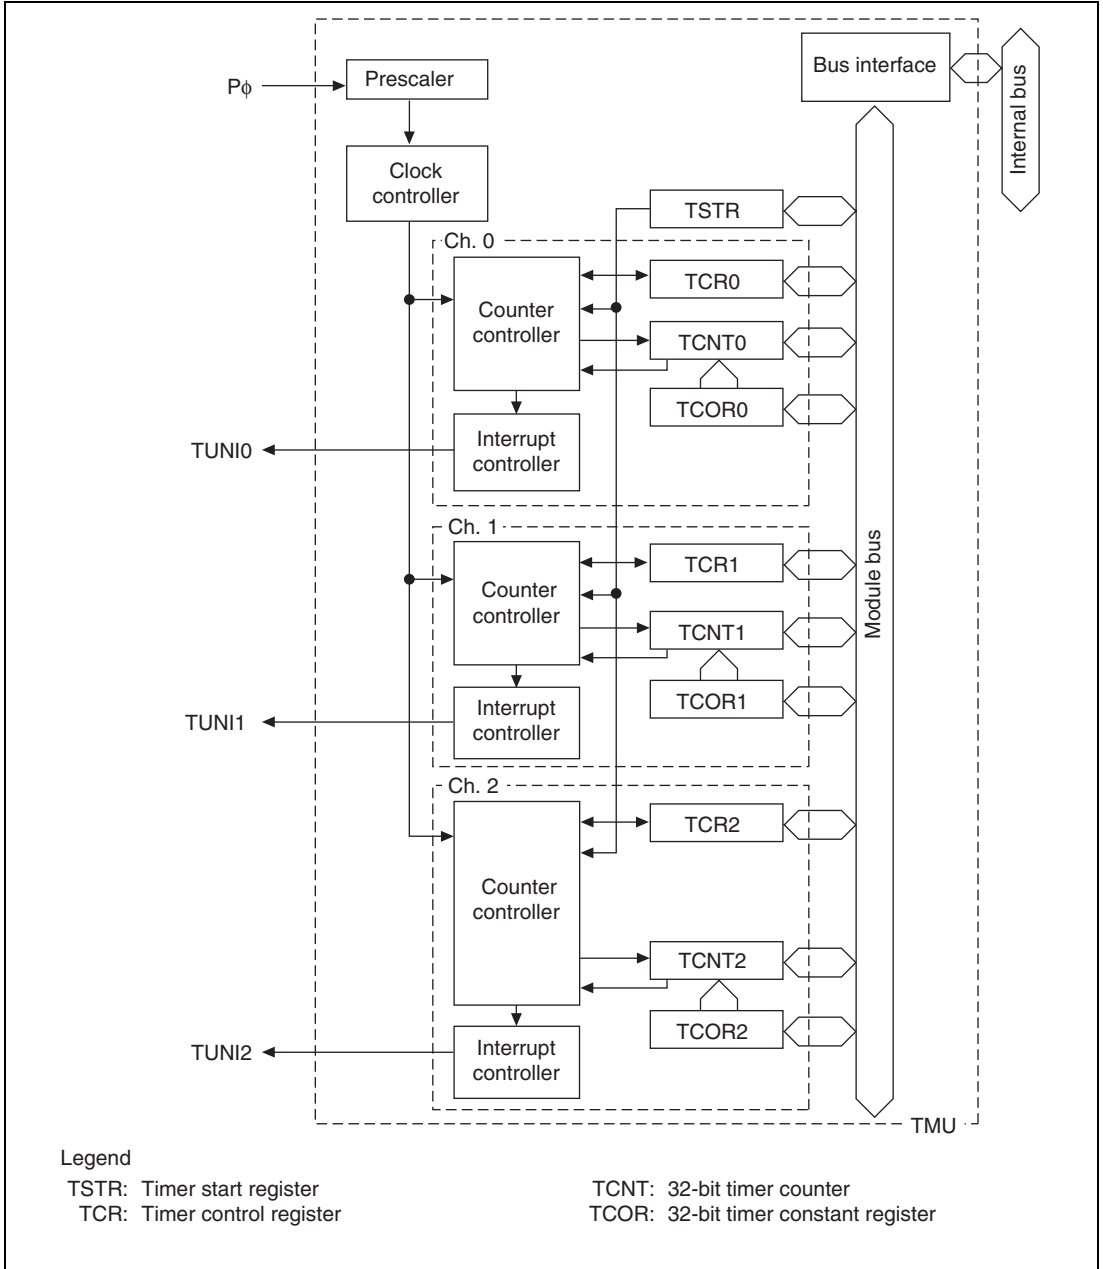 Pϕ
Prescaler
Bus interface
Internal bus
Clock
controller
TSTR
Ch. 0
Counter
controller
TCR0
TCNT0
TCOR0
Interrupt
controller
TUNI0
Ch. 1
Counter
controller
TCR1
TCNT1
TCOR1
Interrupt
controller
TUNI1
Module bus
Ch. 2
Counter
controller
TCR2
TCNT2
TCOR2
Interrupt
controller
TUNI2
TMU
Legend
TSTR: Timer start register
TCR: Timer control register
TCNT: 32-bit timer counter
TCOR: 32-bit timer constant register